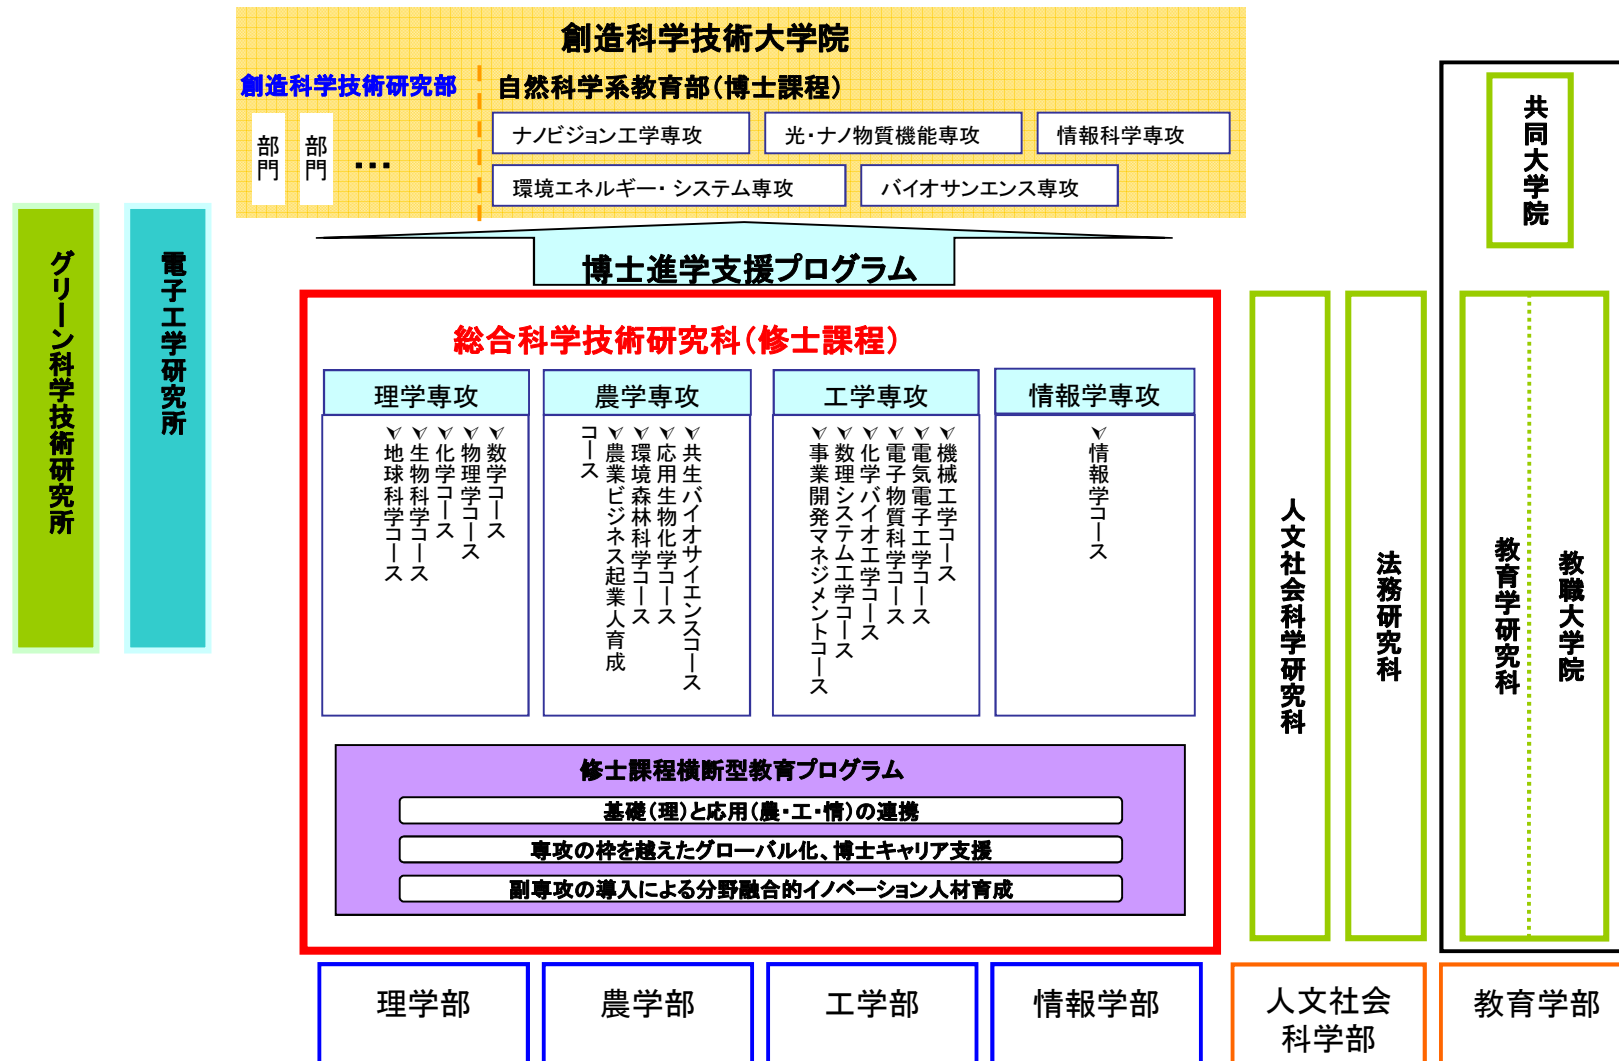 創造科学技術大学院
創造科学技術研究部
自然科学系教育部(博士課程)
部門
部門
…
ナノビジョン工学専攻
光・ナノ物質機能専攻
情報科学専攻
環境エネルギー・システム専攻
バイオサンエンス専攻
共同大学院
グリーン科学技術研究所
電子工学研究所
博士進学支援プログラム
総合科学技術研究科(修士課程)
理学専攻
数学コース
物理学コース
化学コース
生物科学コース
地球科学コース
農学専攻
共生バイオサイエンスコース
応用生物化学コース
環境森林科学コース
農業ビジネス起業人育成
コース
工学専攻
機械工学コース
電気電子工学コース
電子物質科学コース
化学バイオ工学コース
数理システム工学コース
事業開発マネジメントコース
情報学専攻
情報学コース
修士課程横断型教育プログラム
基礎(理)と応用(農・工・情)の連携
専攻の枠を越えたグローバル化、博士キャリア支援
副専攻の導入による分野融合的イノベーション人材育成
人文社会科学研究科
法務研究科
教育学研究科
教職大学院
理学部
農学部
工学部
情報学部
人文社会
科学部
教育学部